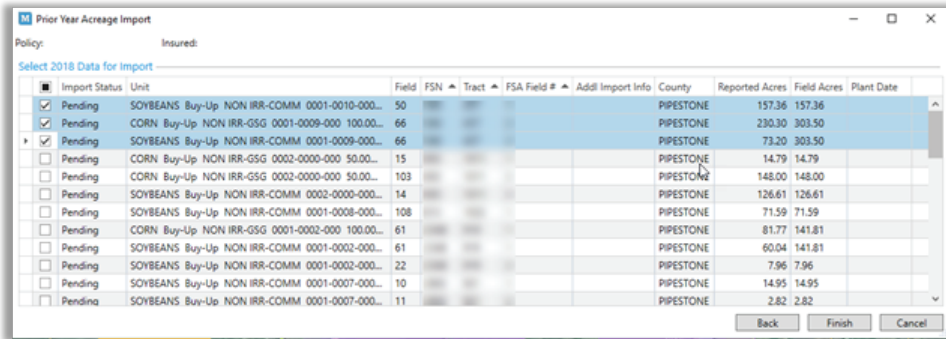 M Prior Year Acreage Import
Policy: Insured:
Select 2018 Data for Import
Import Status Unit Field FSN Tract FSA Field # Addl Import Info County Reported Acres Field Acres Plant Date
Pending SOYBEANS Buy-Up NON IRR-COMM 0001-0010-000... 50 PIPESTONE 157.36 157.36
Pending CORN Buy-Up NON IRR-GSG 0001-0009-000 100.00... 66 PIPESTONE 230.30 303.50
Pending SOYBEANS Buy-Up NON IRR-COMM 0001-0009-000... 66 PIPESTONE 73.20 303.50
Pending CORN Buy-Up NON IRR-GSG 0002-0000-000 50.00... 15 PIPESTONE 14.79 14.79
Pending CORN Buy-Up NON IRR-GSG 0002-0000-000 50.00... 103 PIPESTONE 148.00 148.00
Pending SOYBEANS Buy-Up NON IRR-COMM 0002-0000-000... 14 PIPESTONE 126.61 126.61
Pending SOYBEANS Buy-Up NON IRR-COMM 0001-0008-000... 108 PIPESTONE 71.59 71.59
Pending CORN Buy-Up NON IRR-GSG 0001-0002-000 100.00... 61 PIPESTONE 81.77 141.81
Pending SOYBEANS Buy-Up NON IRR-COMM 0001-0002-000... 61 PIPESTONE 60.04 141.81
Pending SOYBEANS Buy-Up NON IRR-COMM 0001-0002-000... 22 PIPESTONE 7.96 7.96
Pending SOYBEANS Buy-Up NON IRR-COMM 0001-0007-000... 10 PIPESTONE 14.95 14.95
Pending SOYBEANS Buy-Up NON IRR-COMM 0001-0007-000... 11 PIPESTONE 2.82 2.82
Back Finish Cancel